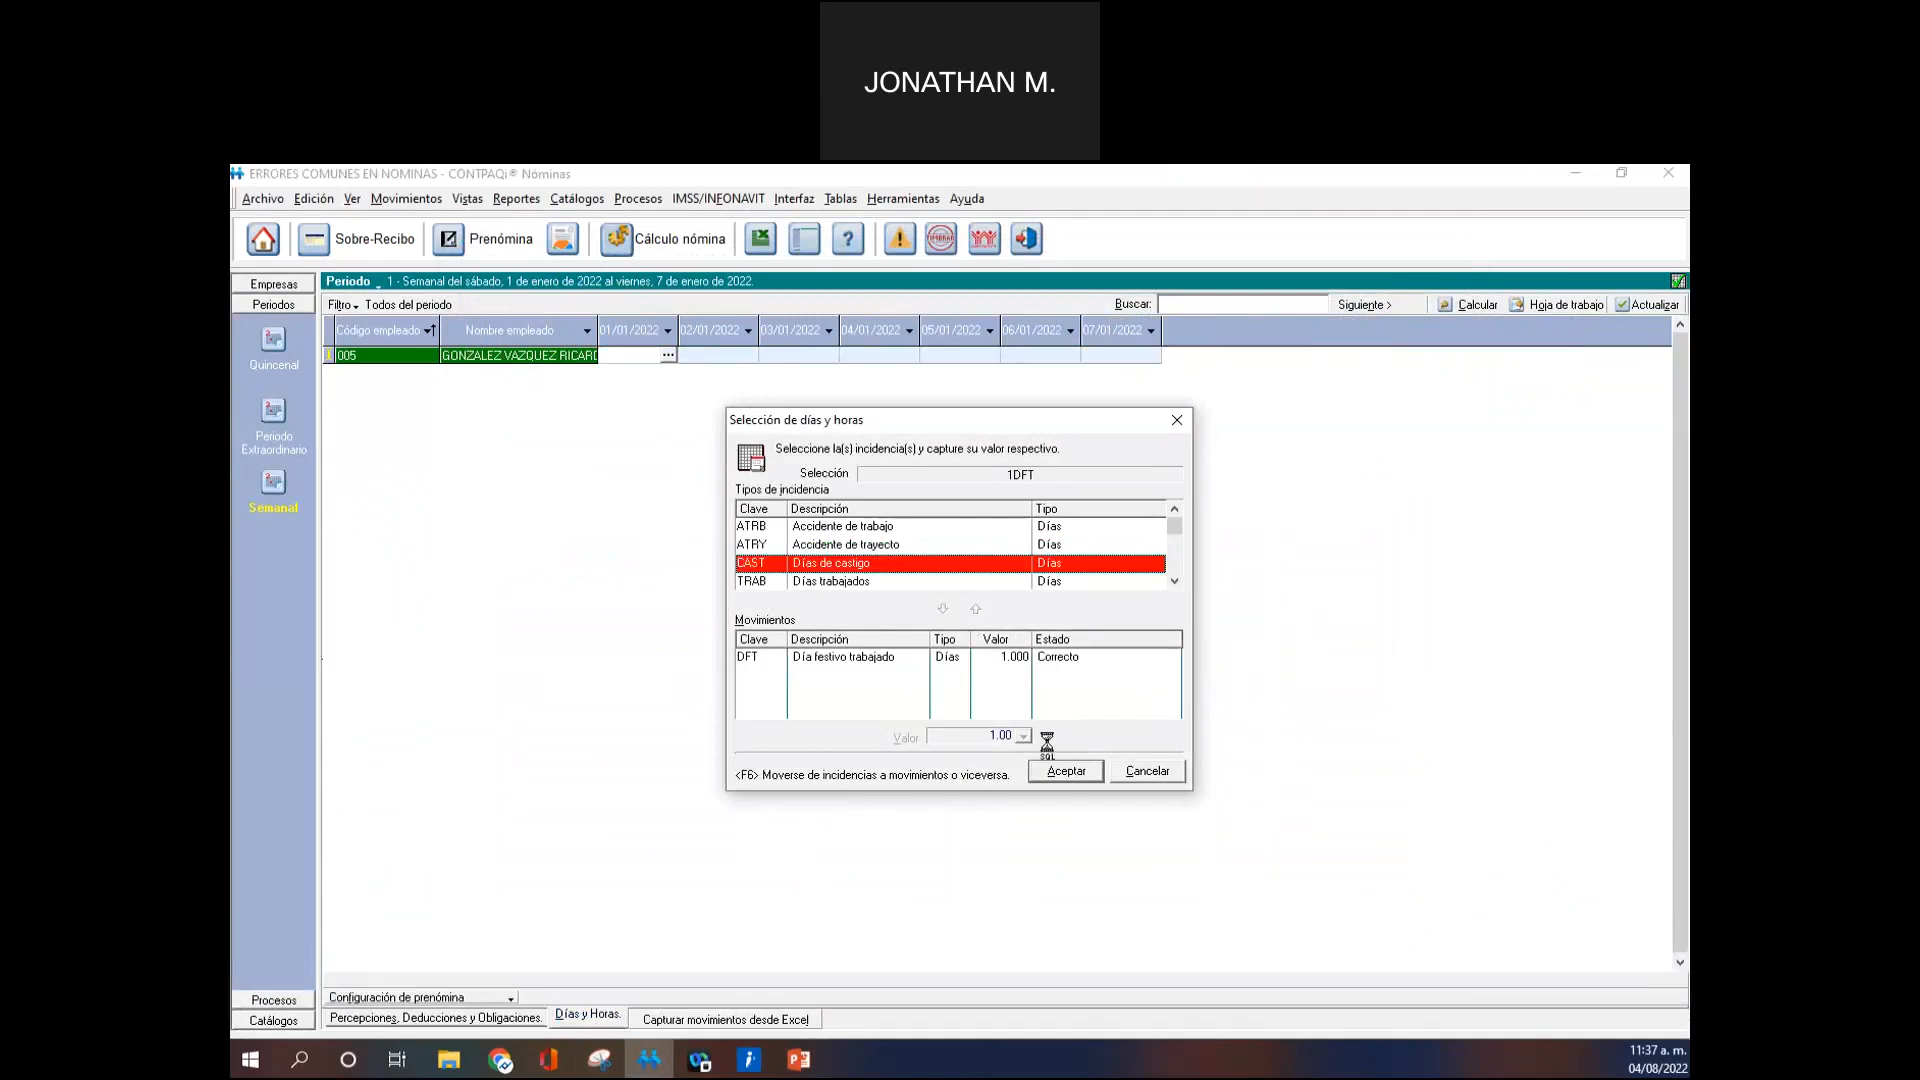 JONATHAN M.
ERRORES COMUNES EN NOMINAS - CONTPAQi® Nóminas
Archivo Edición Ver Movimientos Vistas Reportes Catálogos Procesos IMSS/INFONAVIT Interfaz Tablas Herramientas Ayuda
Sobre-Recibo Prenómina Cálculo nómina
Empresas
Periodo 1 - Semanal del sábado, 1 de enero de 2022 al viernes, 7 de enero de 2022.
Periodos
Filtro Todos del periodo Buscar: Siguiente > Calcular Hoja de trabajo Actualizar
Código empleado Nombre empleado 01/01/2022 02/01/2022 03/01/2022 04/01/2022 05/01/2022 06/01/2022 07/01/2022
005 GONZALEZ VAZQUEZ RICARD ...
Quincenal
Periodo
Extraordinario
Semanal
Selección de días y horas
Seleccione la(s) incidencia(s) y capture su valor respectivo.
Selección 1DFT
Tipos de incidencia
Clave Descripción Tipo
ATRB Accidente de trabajo Días
ATRY Accidente de trayecto Días
CAST Días de castigo Días
TRAB Días trabajados Días
Movimientos
Clave Descripción Tipo Valor Estado
DFT Día festivo trabajado Días 1.000 Correcto
Valor 1.00
SQL
<F6> Moverse de incidencias a movimientos o viceversa. Aceptar Cancelar
Procesos
Catálogos
Configuración de prenómina
Percepciones, Deducciones y Obligaciones. Días y Horas. Capturar movimientos desde Excel
11:37 a. m.
04/08/2022